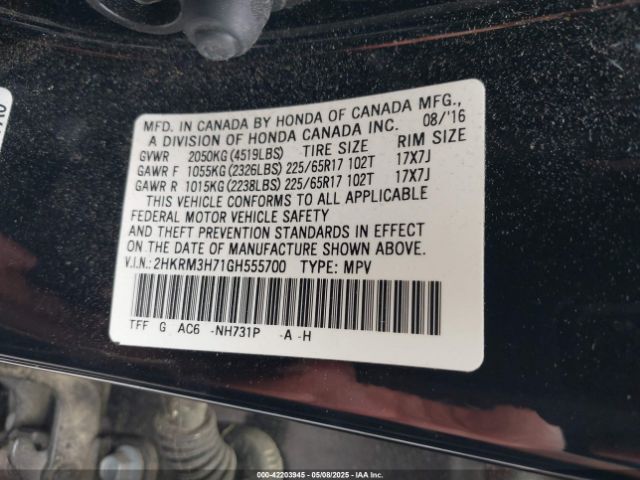 MFD. IN CANADA BY HONDA OF CANADA MFG.,
A DIVISION OF HONDA CANADA INC. 08/'16
GVWR 2050KG(4519LBS) TIRE SIZE RIM SIZE
GAWR F 1055KG(2326LBS) 225/65R17 102T 17X7J
GAWR R 1015KG(2238LBS) 225/65R17 102T 17X7J
THIS VEHICLE CONFORMS TO ALL APPLICABLE
FEDERAL MOTOR VEHICLE SAFETY
AND THEFT PREVENTION STANDARDS IN EFFECT
ON THE DATE OF MANUFACTURE SHOWN ABOVE.
V.I.N.:2HKRM3H71GH555700 TYPE: MPV
TFF G AC6 -NH731P -A -H
000-42203945 - 05/08/2025 - IAA Inc.